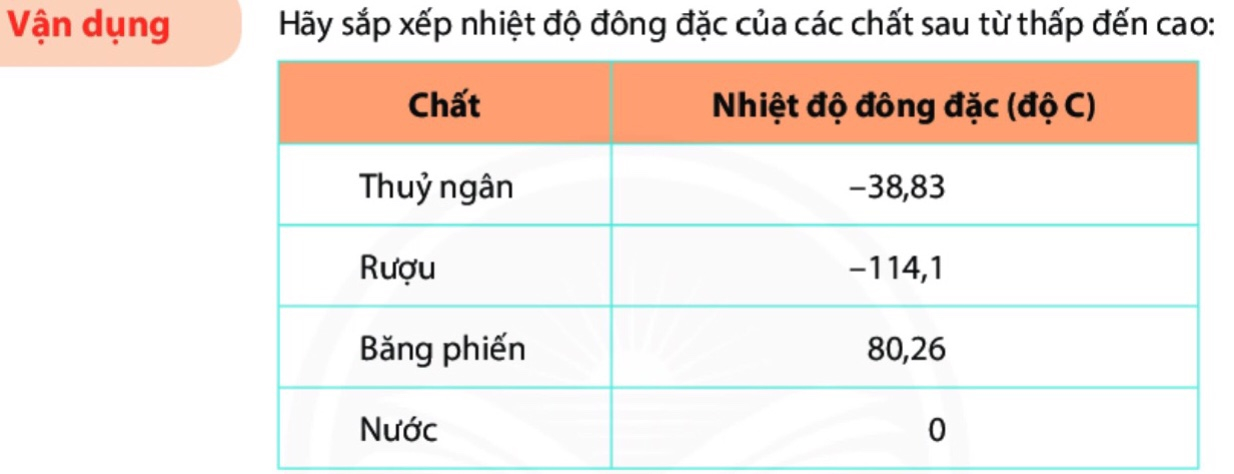 Vận dụng
Hãy sắp xếp nhiệt độ đông đặc của các chất sau từ thấp đến cao:
Chất Nhiệt độ đông đặc (độ C)
Thuỷ ngân –38,83
Rượu –114,1
Băng phiến 80,26
Nước 0